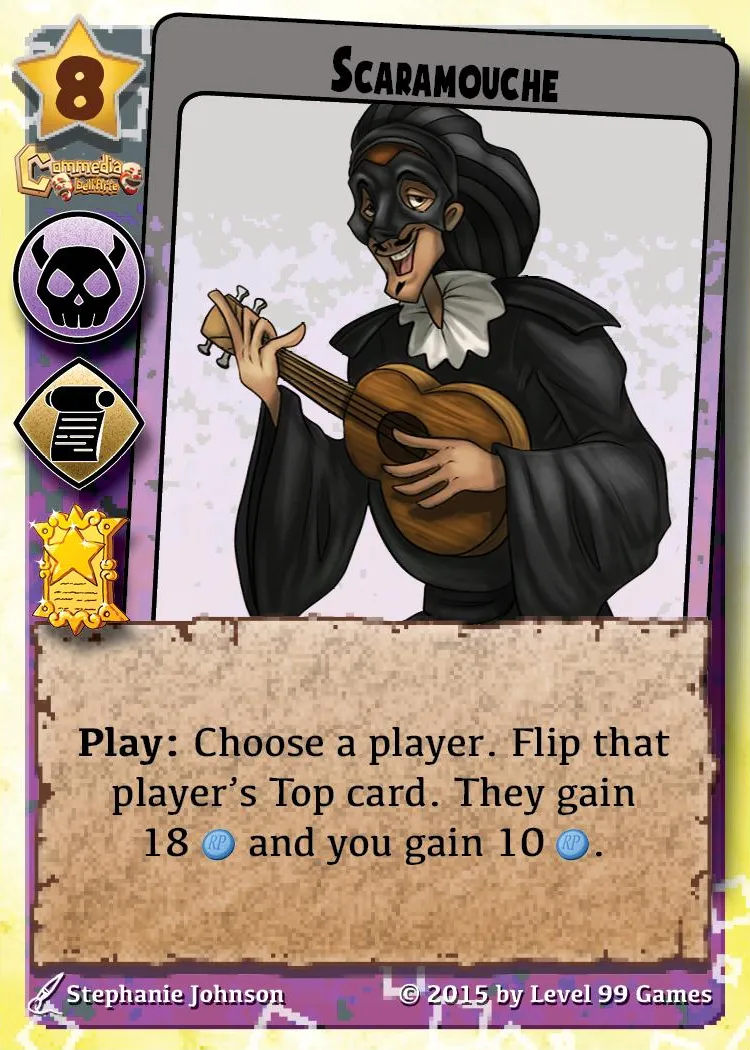 8
Scaramouche
Commedia
Dell'Arte
Play: Choose a player. Flip that
player's Top card. They gain
18 RP and you gain 10 RP.
Stephanie Johnson
© 2015 by Level 99 Games